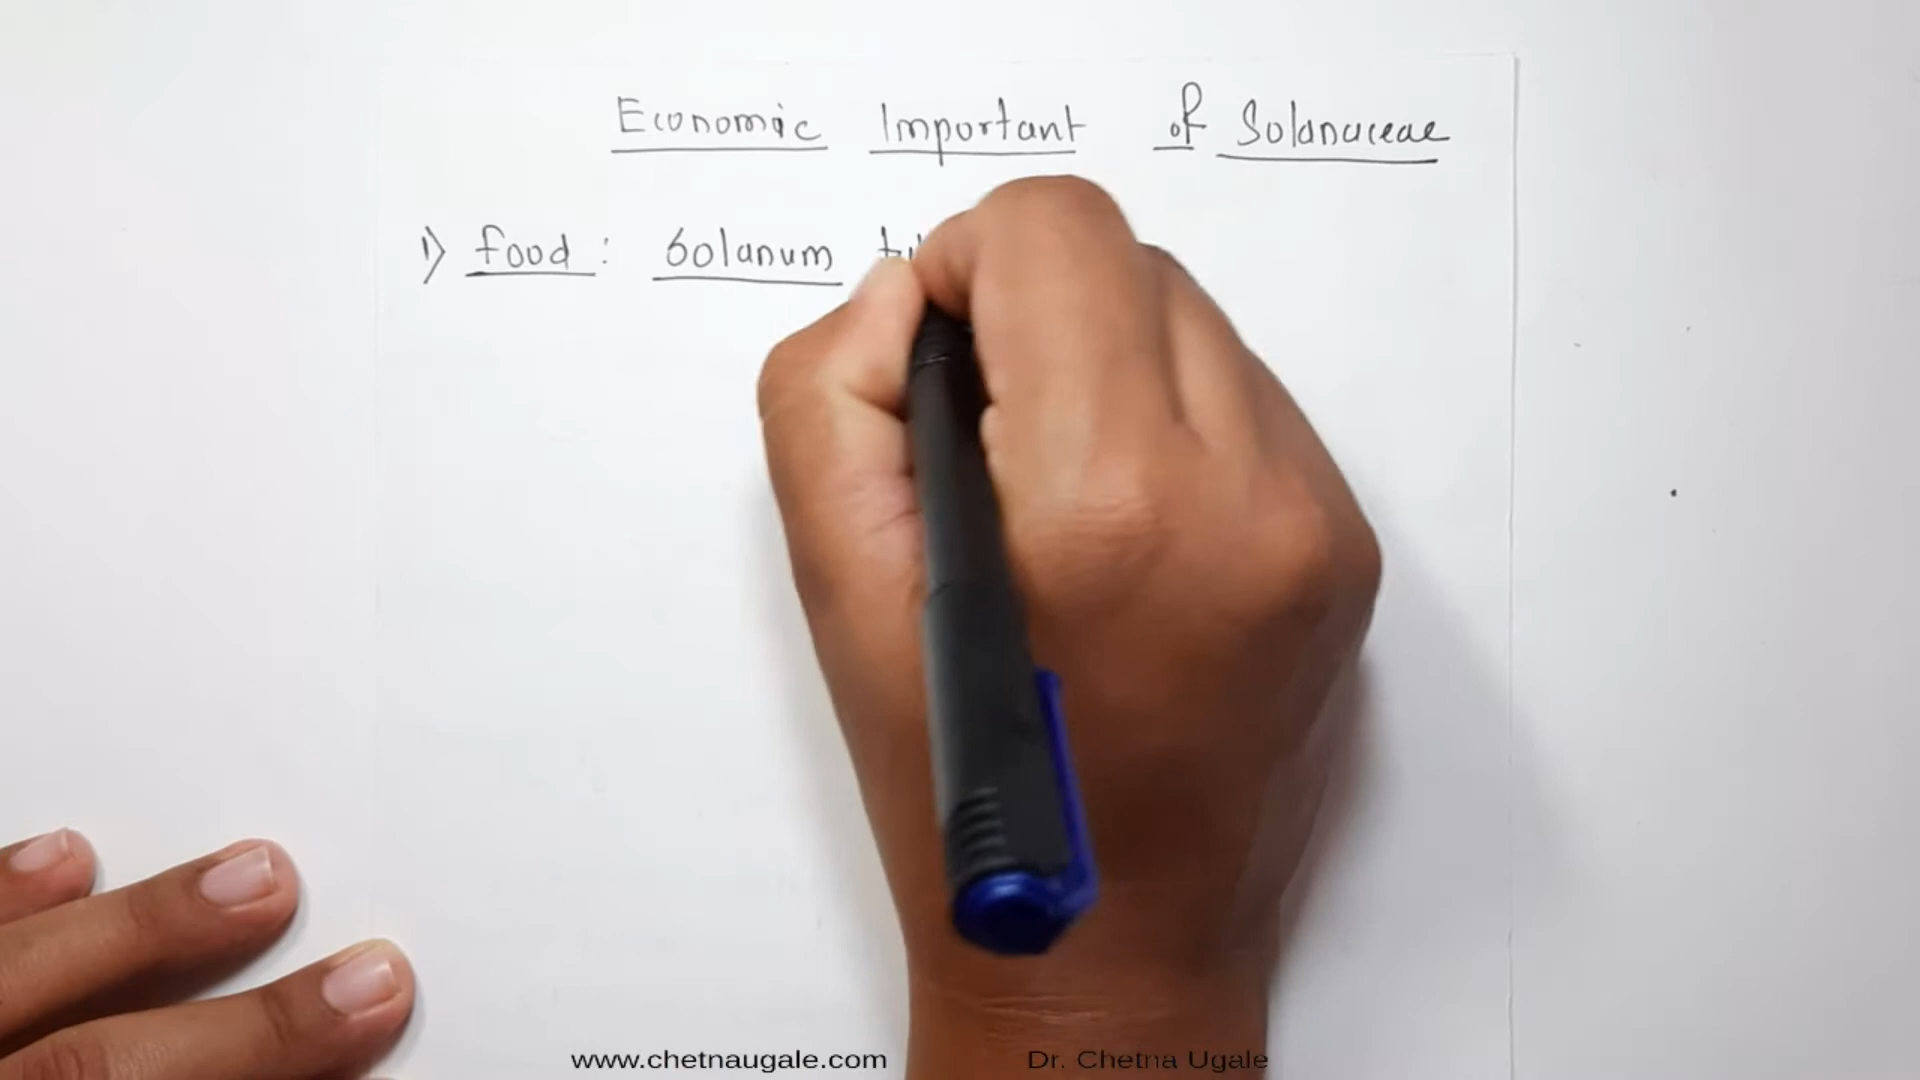 Economic Important of Solanaceae
1) food: Solanum
www.chetnaugale.com Dr. Chetna Ugale